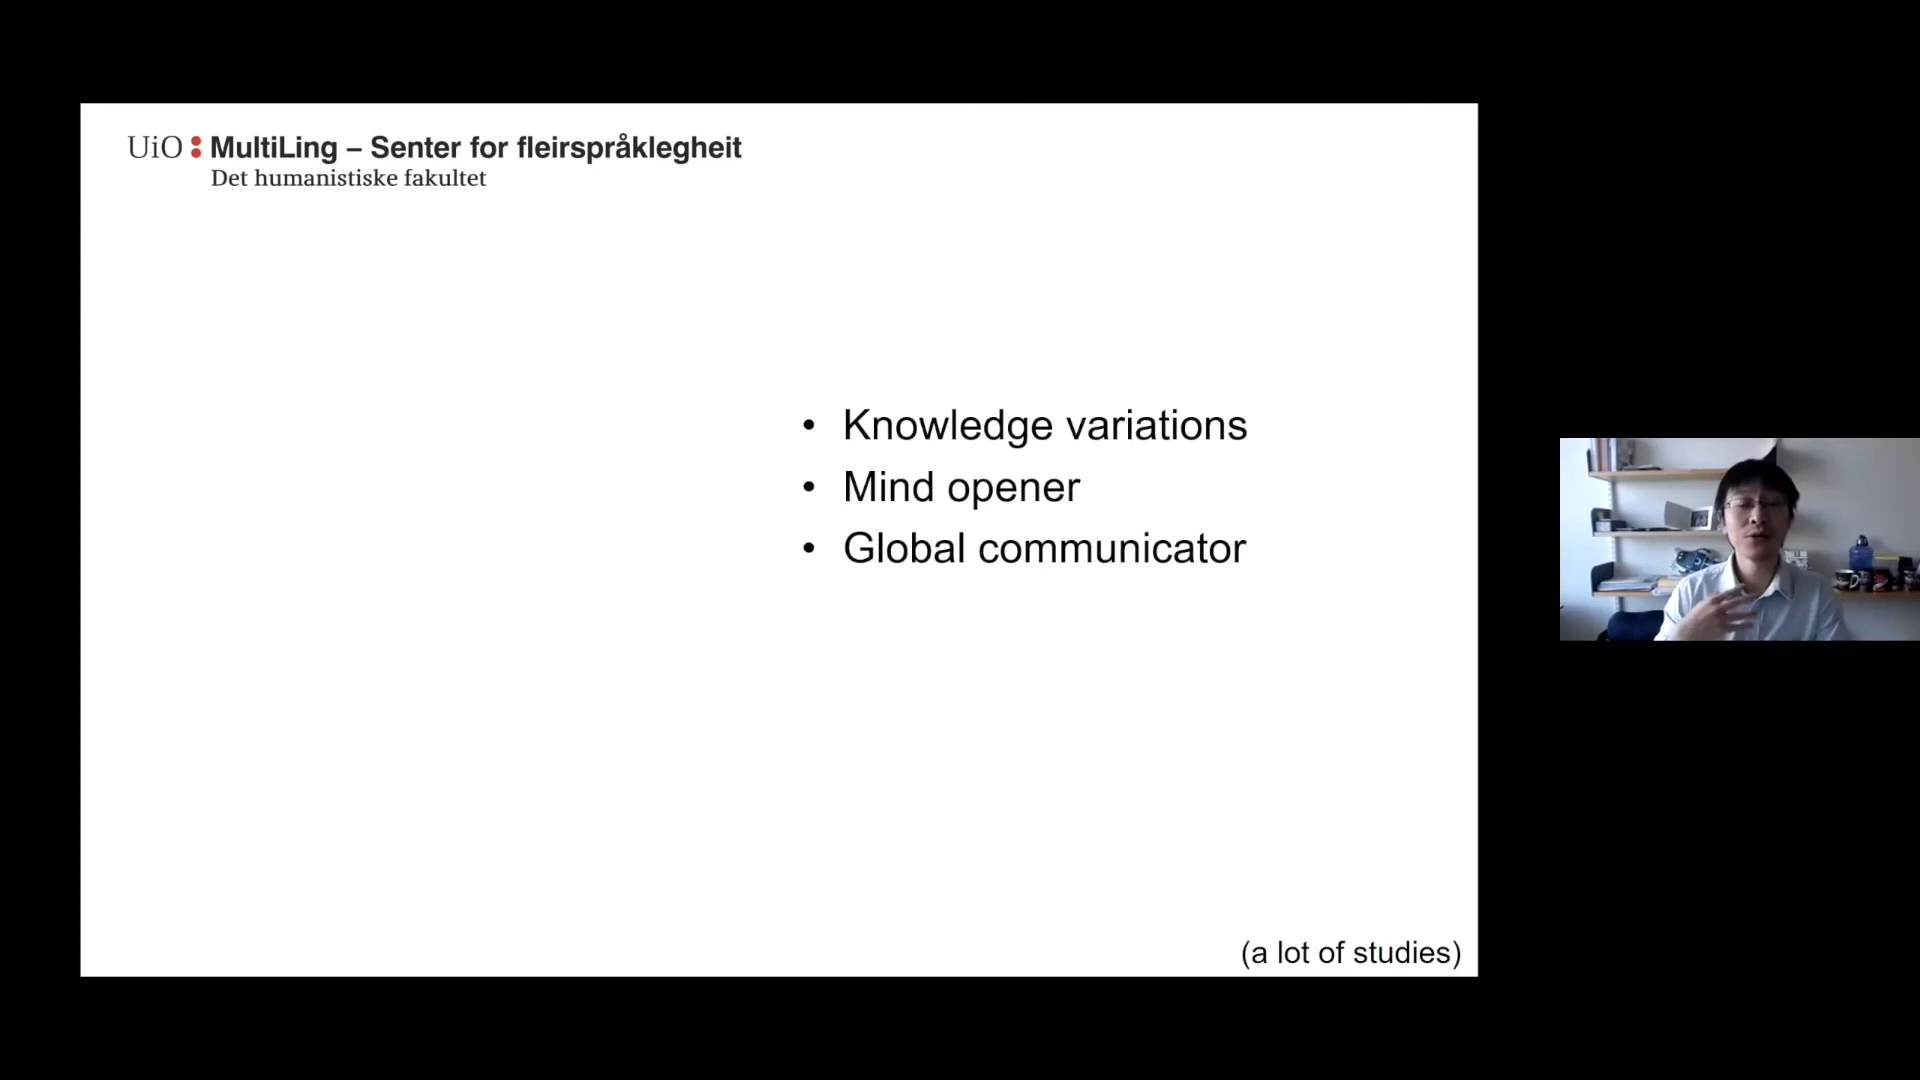 UiO: MultiLing – Senter for fleirspråklegheit
Det humanistiske fakultet
• Knowledge variations
• Mind opener
• Global communicator
(a lot of studies)